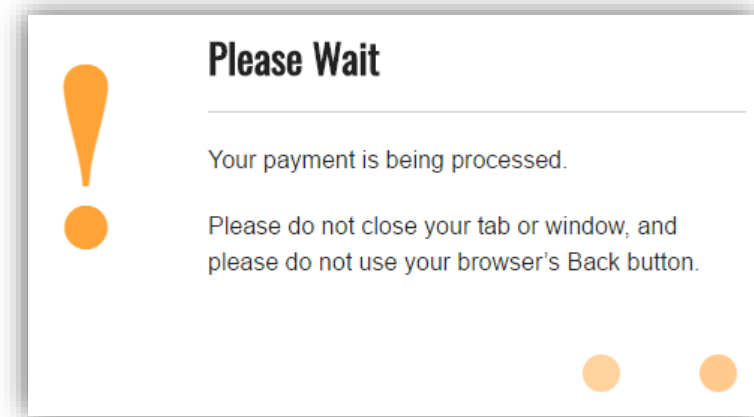 Please Wait
Your payment is being processed.
Please do not close your tab or window, and
please do not use your browser’s Back button.